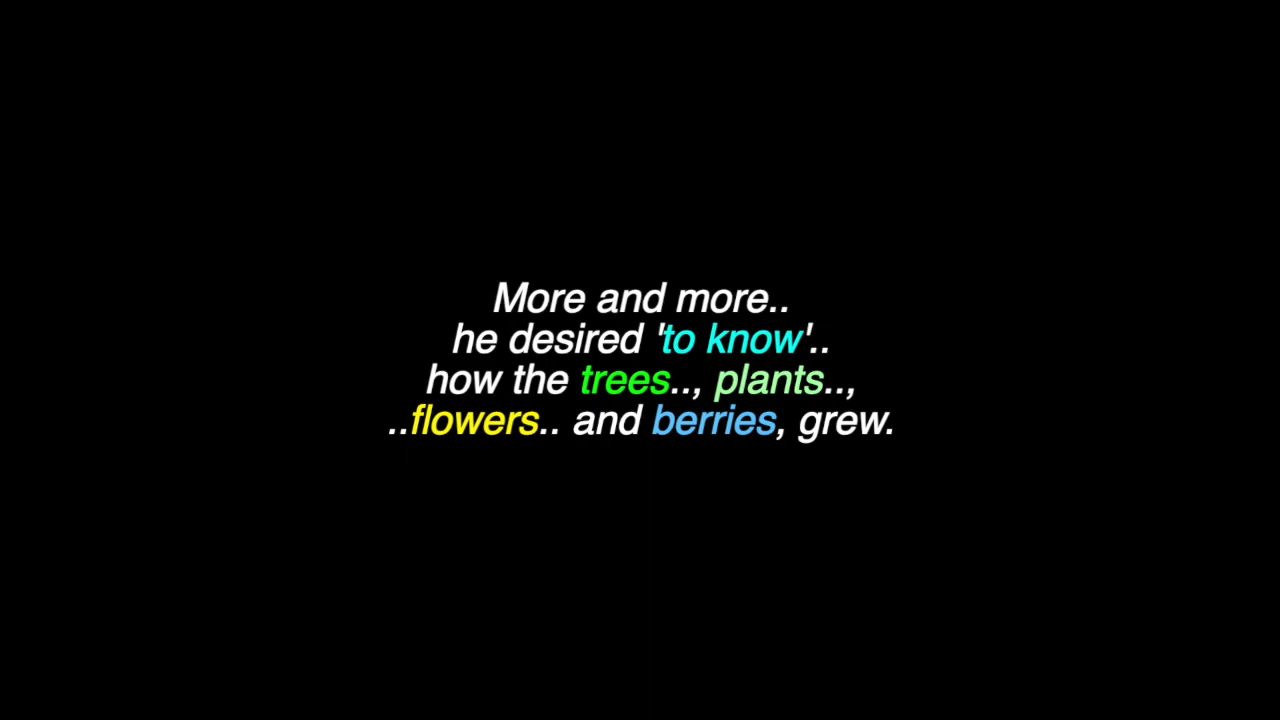 More and more..
he desired 'to know'..
how the trees.., plants..,
..flowers.. and berries, grew.